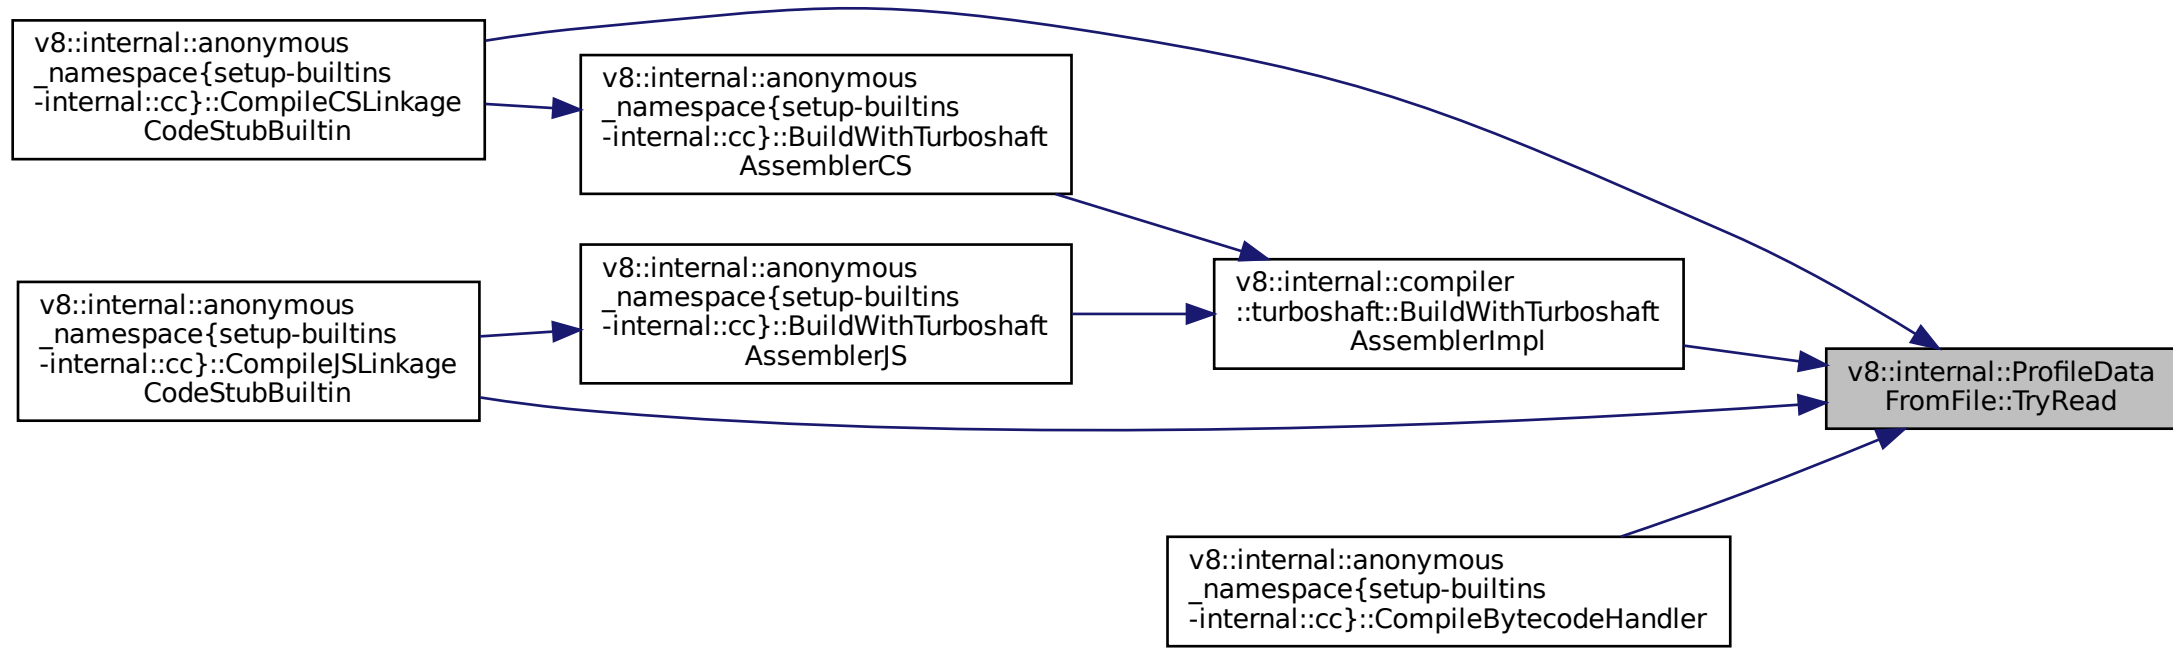 v8::internal::anonymous
_namespace{setup-builtins
-internal::cc}::CompileCSLinkage
CodeStubBuiltin
v8::internal::anonymous
_namespace{setup-builtins
-internal::cc}::BuildWithTurboshaft
AssemblerCS
v8::internal::anonymous
_namespace{setup-builtins
-internal::cc}::CompileJSLinkage
CodeStubBuiltin
v8::internal::anonymous
_namespace{setup-builtins
-internal::cc}::BuildWithTurboshaft
AssemblerJS
v8::internal::compiler
::turboshaft::BuildWithTurboshaft
AssemblerImpl
v8::internal::ProfileData
FromFile::TryRead
v8::internal::anonymous
_namespace{setup-builtins
-internal::cc}::CompileBytecodeHandler